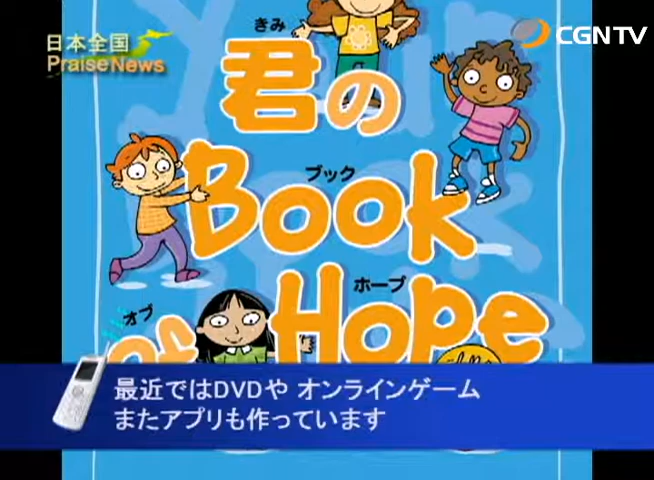 日本全国
PraiseNews
CGNTV
きみ
君の
ブック
Book
オブ ホープ
of Hope
最近ではDVDや オンラインゲーム
またアプリも作っています